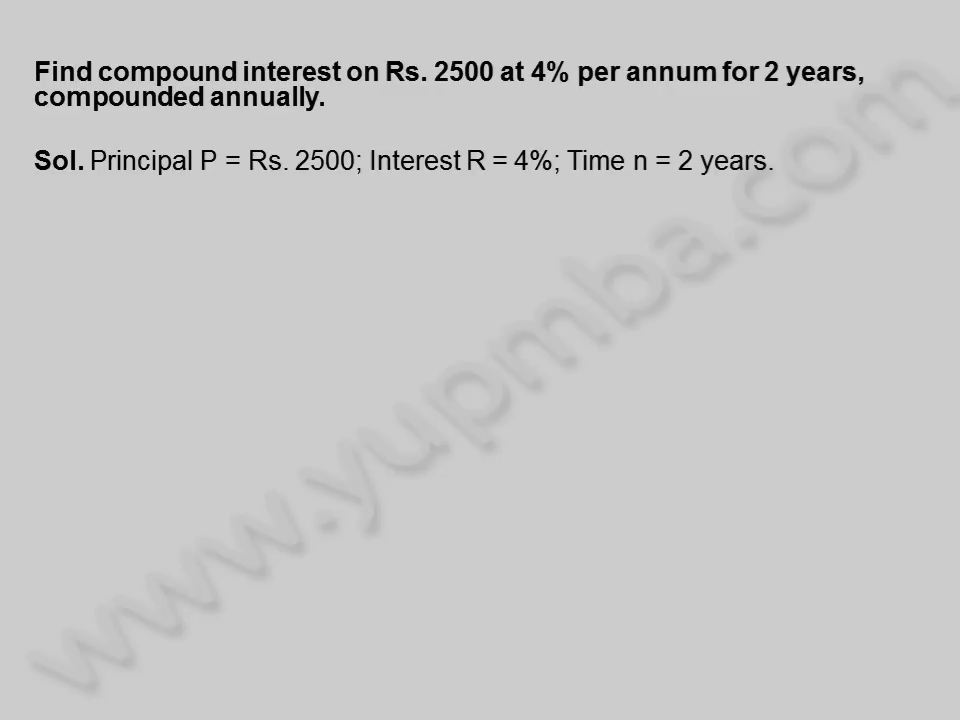 Find compound interest on Rs. 2500 at 4% per annum for 2 years,
compounded annually.
Sol. Principal P = Rs. 2500; Interest R = 4%; Time n = 2 years.
www.yupmba.com